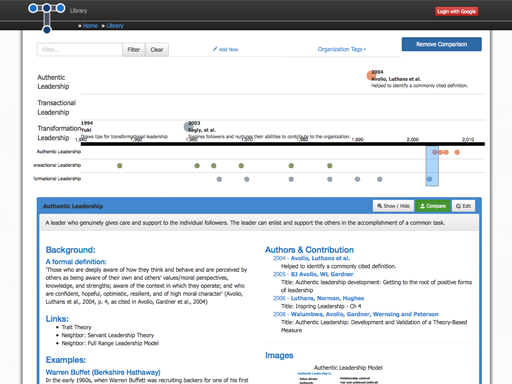 Library
Login with Google
» Home » Library
Filter...
Filter
Clear
Add New
Organization Tags
Remove Comparison
Authentic
Leadership
2004
Avolio, Luthans et al.
Helped to identify a commonly cited definition.
Transactional
Leadership
Transformation
Leadership
1994
Yukl
Draws tips for transformational leadership
2003
Eagly, et al.
Inspires followers and nurtures their abilities to contribute to the organization.
1,940 1,950 1,960 1,970 1,980 1,990 2,000 2,010
Authentic Leadership
ansactional Leadership
formational Leadership
Authentic Leadership
Show / Hide
Compare
Edit
A leader who genuinely gives care and support to the individual followers. The leader can enlist and support the others in the accomplishment of a common task.
Background:
A formal definition:
'Those who are deeply aware of how they think and behave and are perceived by
others as being aware of their own and others' values/moral perspectives,
knowledge, and strengths; aware of the context in which they operate; and who
are confident, hopeful, optimistic, resilient, and of high moral character' (Avolio,
Luthans et al., 2004, p. 4, as cited in Avolio, Gardner et al., 2004)
Links:
• Trait Theory
• Neighbor: Servant Leadership Theory
• Neighbor: Full Range Leadership Model
Examples:
Warren Buffet (Berkshire Hathaway)
In the early 1960s, when Warren Buffett was recruiting backers for one of his first
Authors & Contribution
2004 - Avolio, Luthans et al.
Helped to identify a commonly cited definition.
2005 - BJ Avolio, WL Gardner
Title: Authentic leadership development: Getting to the root of positive forms
of leadership
2006 - Luthans, Norman, Hughes
Title: Inspiring Leadership - Ch 4
2008 - Walumbwa, Avolio, Gardner, Wernsing and Peterson
Title: Authentic Leadership: Development and Validation of a Theory-Based
Measure
Images
Authentic Leadership Model